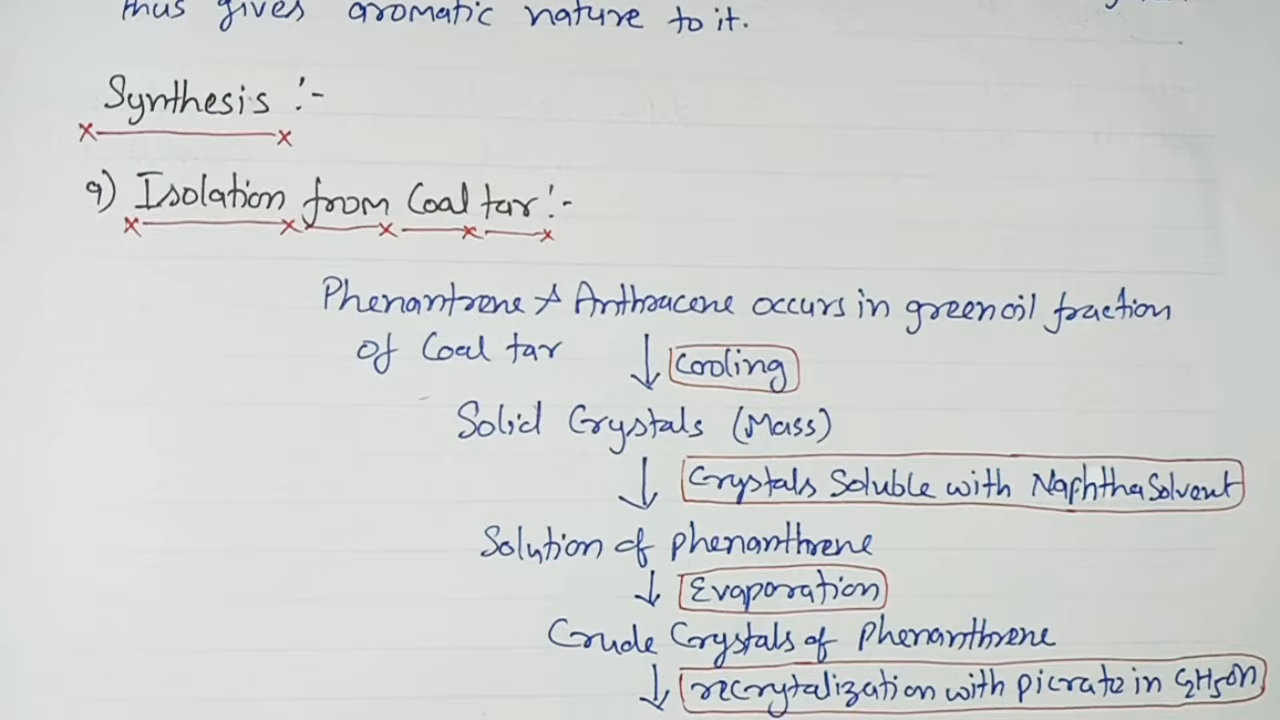 thus gives aromatic nature to it.
Synthesis :-
a) Isolation from Coal tar :-
Phenantrene & Anthracene occurs in green oil fraction
of Coal tar
Cooling
Solid Crystals (Mass)
Crystals Soluble with Naphtha Solvent
Solution of phenanthrene
Evaporation
Crude Crystals of Phenanthrene
recrytalization with picrate in C2H5OH